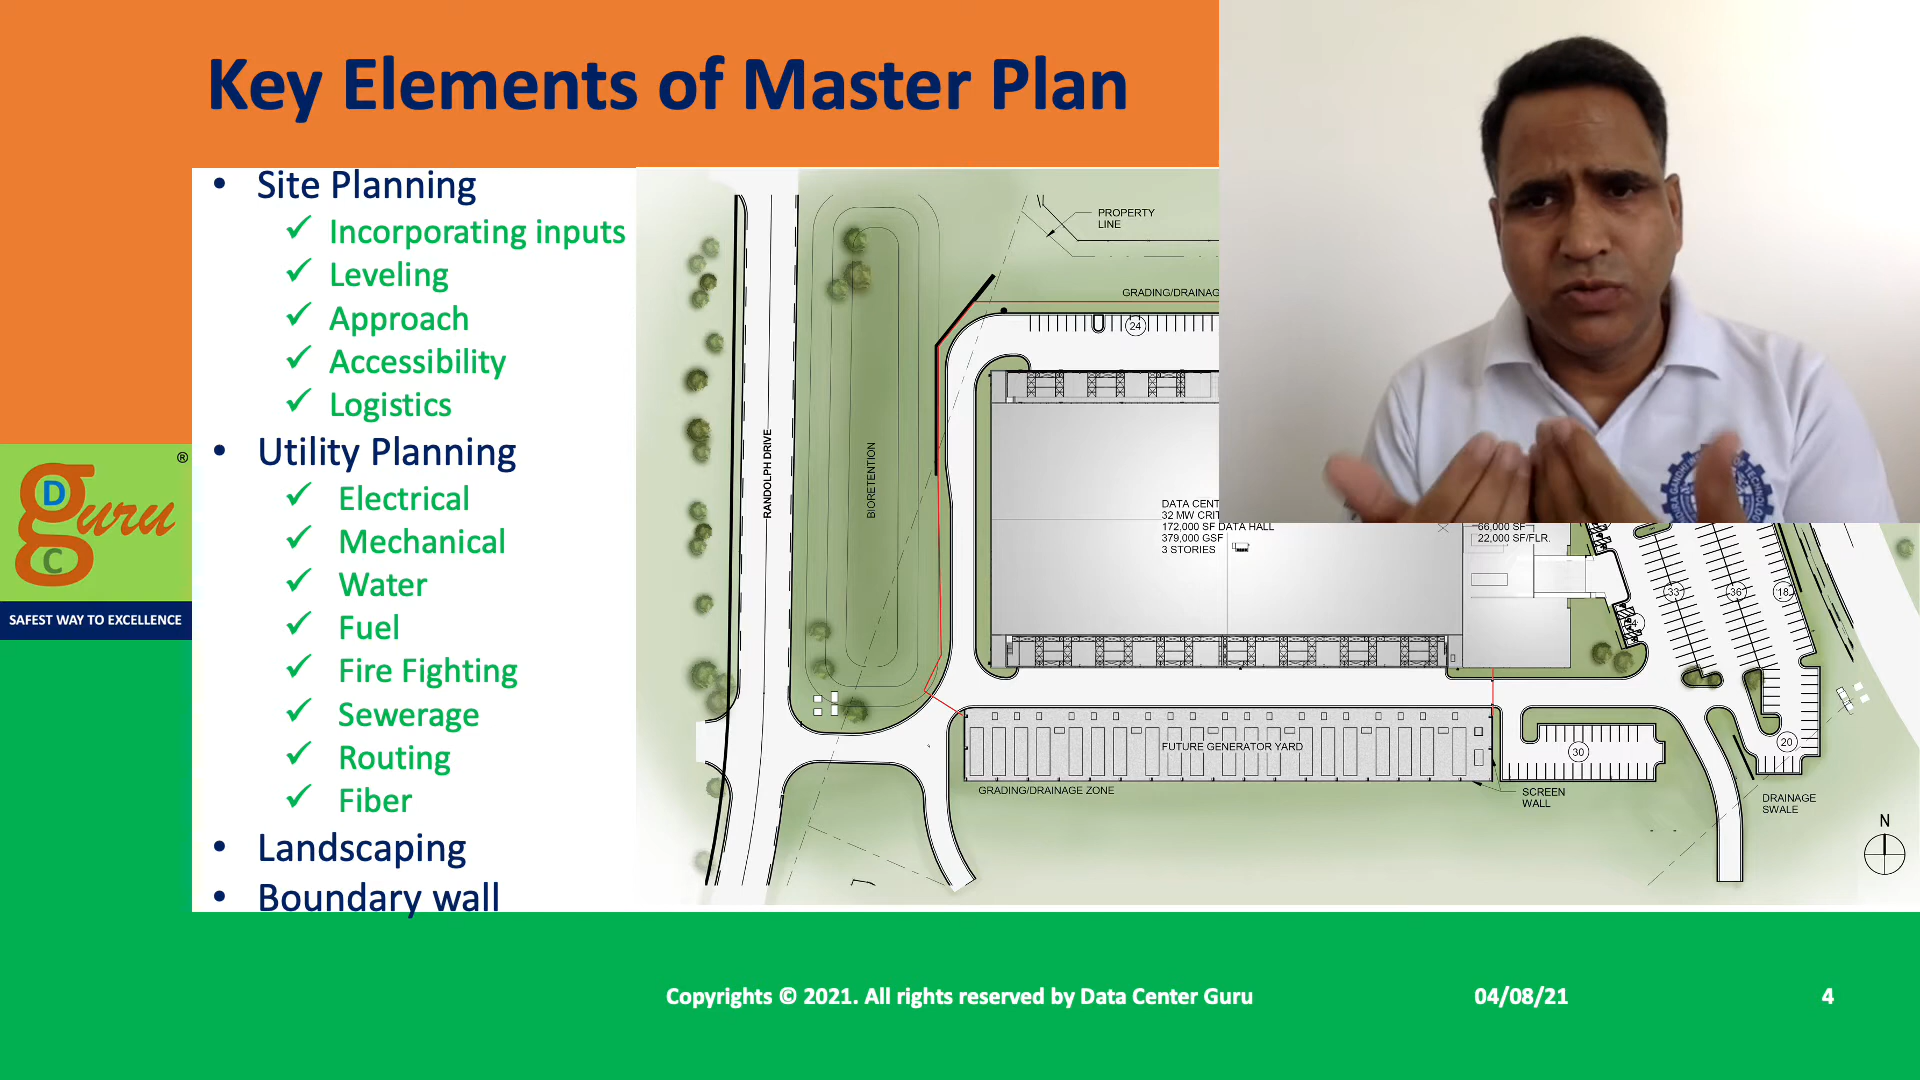 Key Elements of Master Plan
• Site Planning
✓ Incorporating inputs
✓ Leveling
✓ Approach
✓ Accessibility
✓ Logistics
• Utility Planning
✓ Electrical
✓ Mechanical
✓ Water
✓ Fuel
✓ Fire Fighting
✓ Sewerage
✓ Routing
✓ Fiber
• Landscaping
• Boundary wall
D
guru
C
®
SAFEST WAY TO EXCELLENCE
PROPERTY
LINE
GRADING/DRAINAG
24
RANDOLPH DRIVE
BIORETENTION
DATA CENT
32 MW CRIT
172,000 SF DATA HALL
379,000 GSF
3 STORIES
66,000 SF
22,000 SF/FLR.
33
36
18
FUTURE GENERATOR YARD
30
20
GRADING/DRAINAGE ZONE
SCREEN
WALL
DRAINAGE
SWALE
N
Copyrights © 2021. All rights reserved by Data Center Guru
04/08/21
4